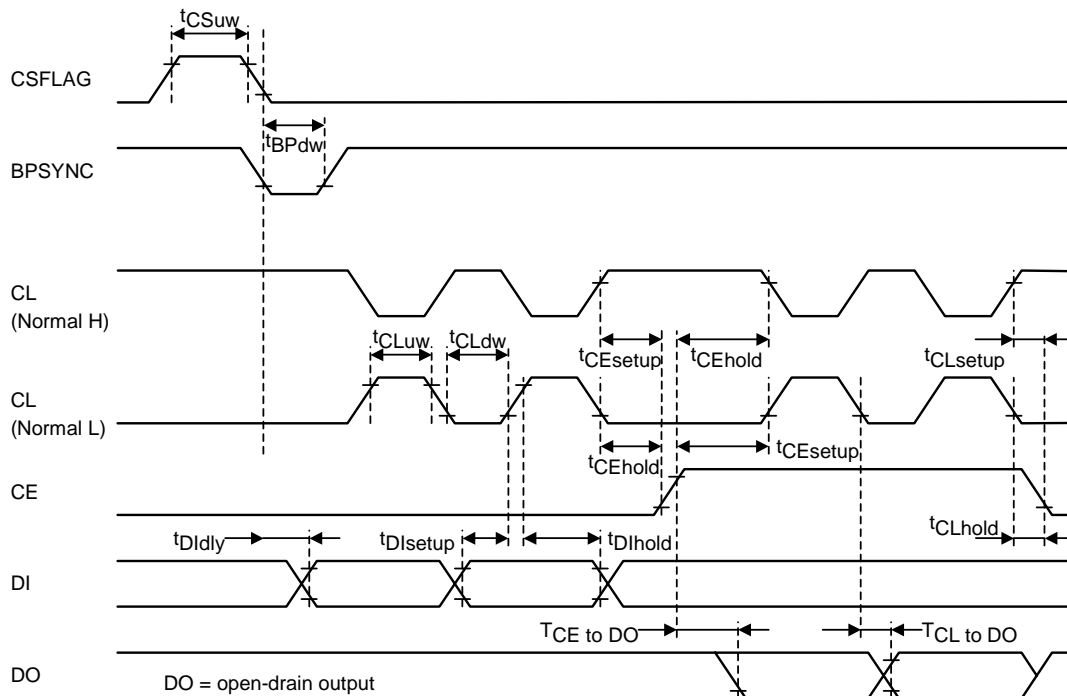 tCSuw
CSFLAG
tBPdw
BPSYNC
CL
(Normal H)
tCLuw
tCLdw
tCEsetup
tCEhold
tCLsetup
CL
(Normal L)
tCEhold
tCEsetup
CE
tDIdly
tDIsetup
tDIhold
tCLhold
DI
TCE to DO
TCL to DO
DO
DO = open-drain output